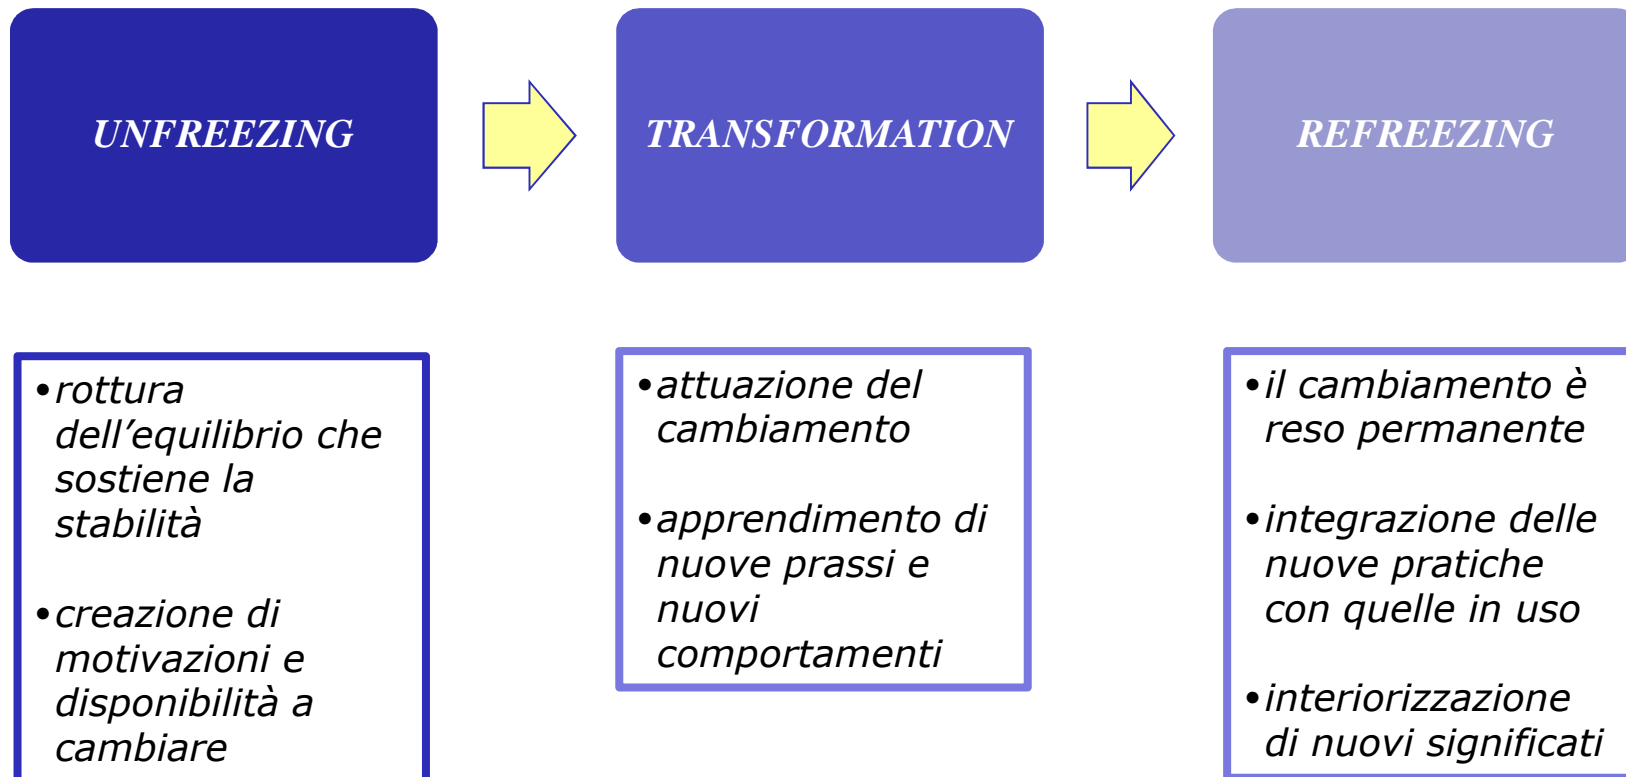 UNFREEZING
TRANSFORMATION
REFREEZING
•rottura
dell’equilibrio che
sostiene la
stabilità
•creazione di
motivazioni e
disponibilità a
cambiare
•attuazione del
cambiamento
•apprendimento di
nuove prassi e
nuovi
comportamenti
•il cambiamento è
reso permanente
•integrazione delle
nuove pratiche
con quelle in uso
•interiorizzazione
di nuovi significati